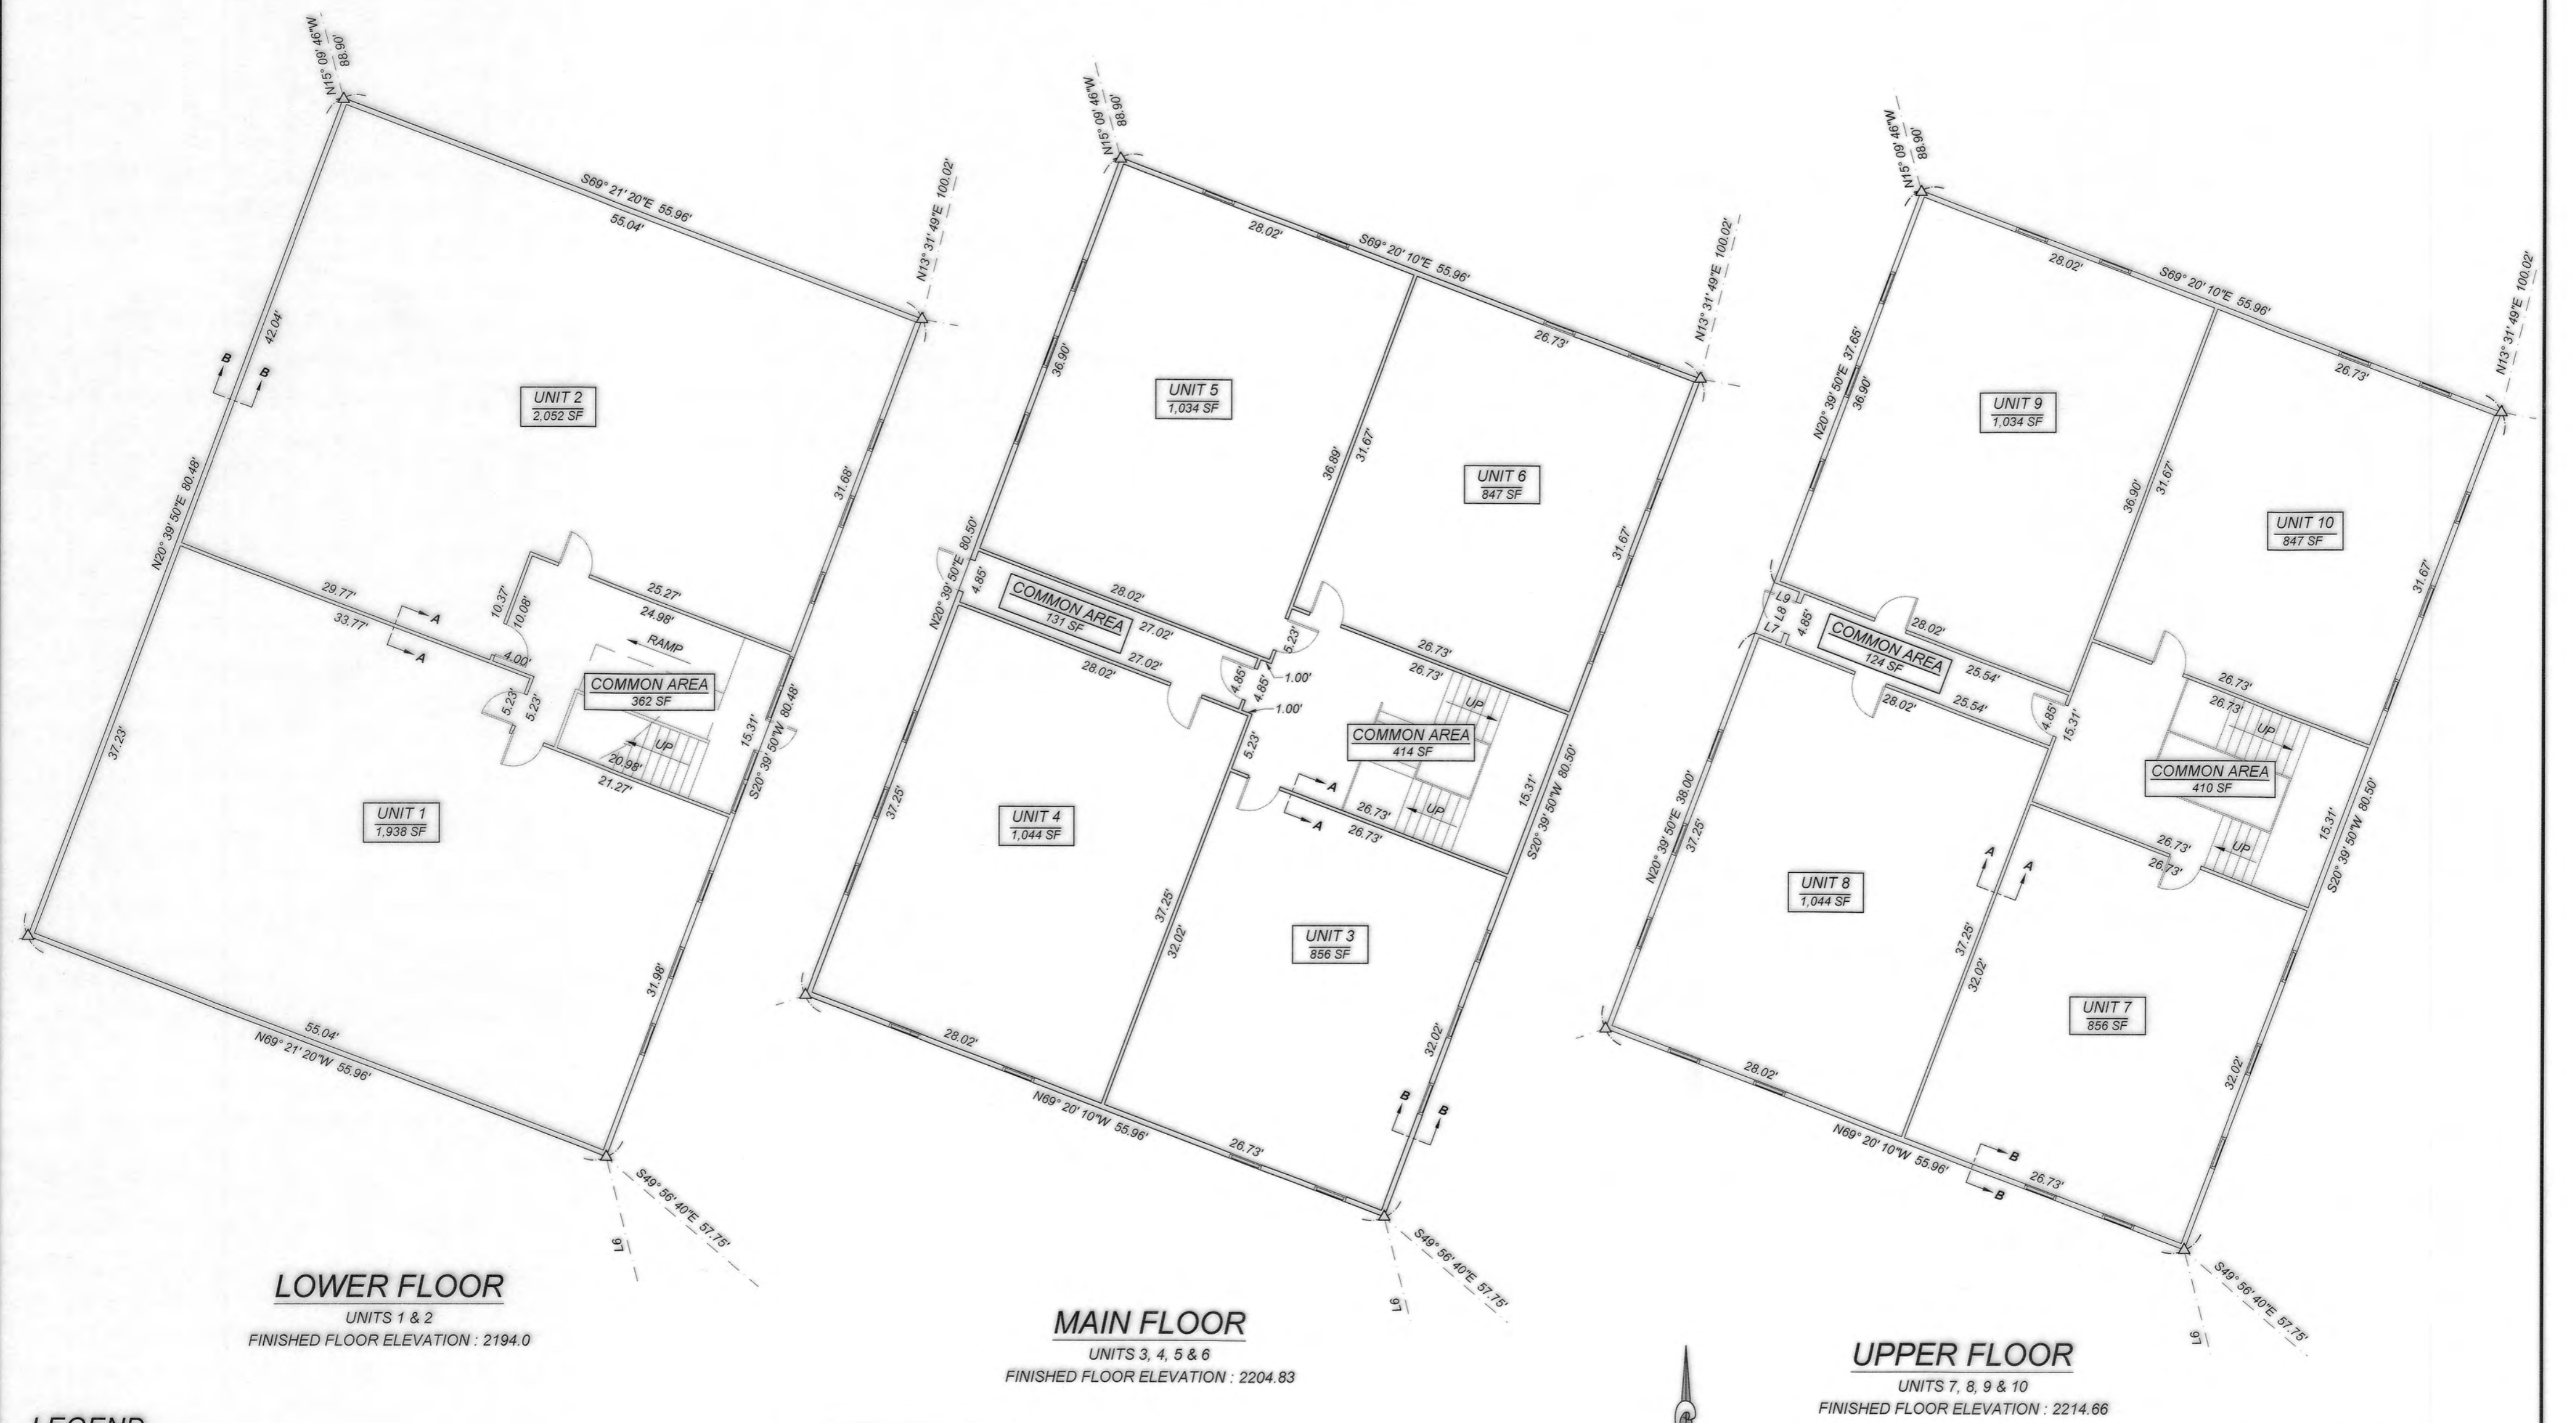 N15° 09' 46"W
88.90'
S69° 21' 20"E 55.96'
55.04'
N13° 31' 49"E 100.02'
42.04'
B
B
UNIT 2
2,052 SF
31.68'
N20° 39' 50"E 80.48'
29.77'
33.77'
A
A
10.37'
10.08'
25.27'
24.98'
RAMP
4.00'
COMMON AREA
362 SF
5.23'
5.23'
UP
20.98'
21.27'
15.31'
S20° 39' 50"W 80.48'
37.23'
UNIT 1
1,938 SF
31.98'
55.04'
N69° 21' 20"W 55.96'
S49° 56' 40"E 57.75'
L6
LOWER FLOOR
UNITS 1 & 2
FINISHED FLOOR ELEVATION : 2194.0
N15° 09' 46"W
88.90'
28.02'
S69° 20' 10"E 55.96'
26.73'
N13° 31' 49"E 100.02'
36.90'
UNIT 5
1,034 SF
36.89'
31.67'
UNIT 6
847 SF
31.67'
N20° 39' 50"E 80.50'
4.85'
COMMON AREA
131 SF
28.02'
27.02'
27.02'
28.02'
5.23'
4.85'
4.85'
1.00'
1.00'
26.73'
26.73'
UP
COMMON AREA
414 SF
5.23'
A
A
UP
26.73'
26.73'
15.31'
S20° 39' 50"W 80.50'
37.25'
UNIT 4
1,044 SF
37.25'
32.02'
UNIT 3
856 SF
32.02'
B
B
28.02'
N69° 20' 10"W 55.96'
26.73'
S49° 56' 40"E 57.75'
L6
MAIN FLOOR
UNITS 3, 4, 5 & 6
FINISHED FLOOR ELEVATION : 2204.83
N15° 09' 46"W
88.90'
28.02'
S69° 20' 10"E 55.96'
26.73'
N13° 31' 49"E 100.02'
N20° 39' 50"E 37.65'
36.90'
UNIT 9
1,034 SF
36.90'
31.67'
UNIT 10
847 SF
31.67'
L9
L8
L7
4.85'
COMMON AREA
124 SF
28.02'
25.54'
25.54'
28.02'
4.85'
15.31'
26.73'
26.73'
UP
COMMON AREA
410 SF
UP
26.73'
26.73'
15.31'
S20° 39' 50"W 80.50'
N20° 39' 50"E 38.00'
37.25'
UNIT 8
1,044 SF
A
A
37.25'
32.02'
UNIT 7
856 SF
32.02'
28.02'
N69° 20' 10"W 55.96'
B
B
26.73'
S49° 56' 40"E 57.75'
L6
UPPER FLOOR
UNITS 7, 8, 9 & 10
FINISHED FLOOR ELEVATION : 2214.66
LEGEND